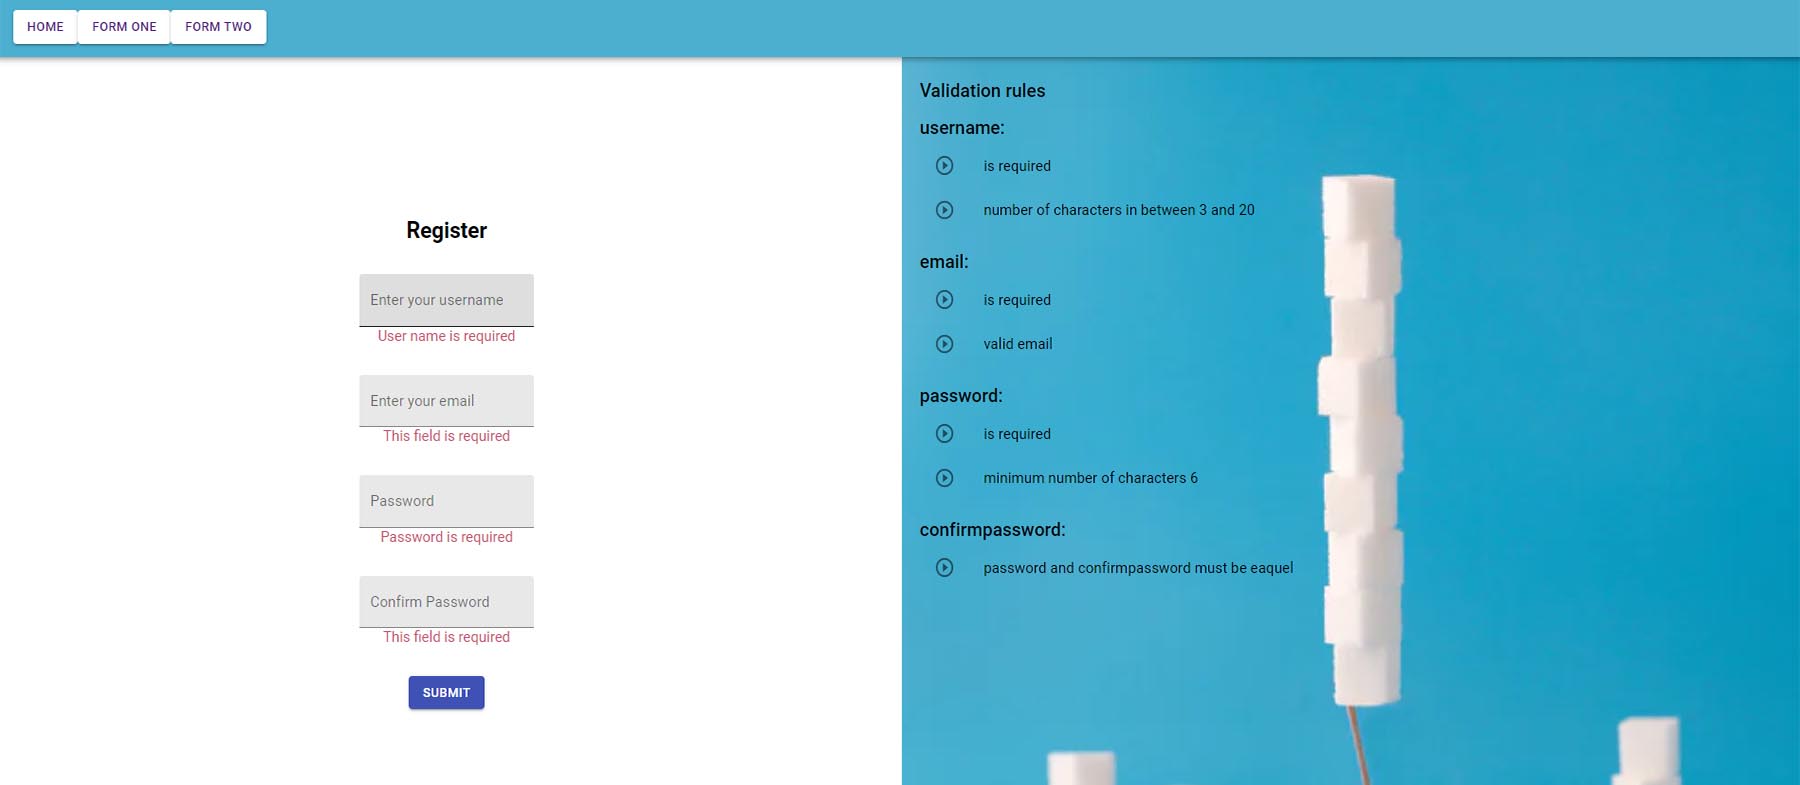 HOME FORM ONE FORM TWO
Register
Enter your username
User name is required
Enter your email
This field is required
Password
Password is required
Confirm Password
This field is required
SUBMIT
Validation rules
username:
is required
number of characters in between 3 and 20
email:
is required
valid email
password:
is required
minimum number of characters 6
confirmpassword:
password and confirmpassword must be eaquel